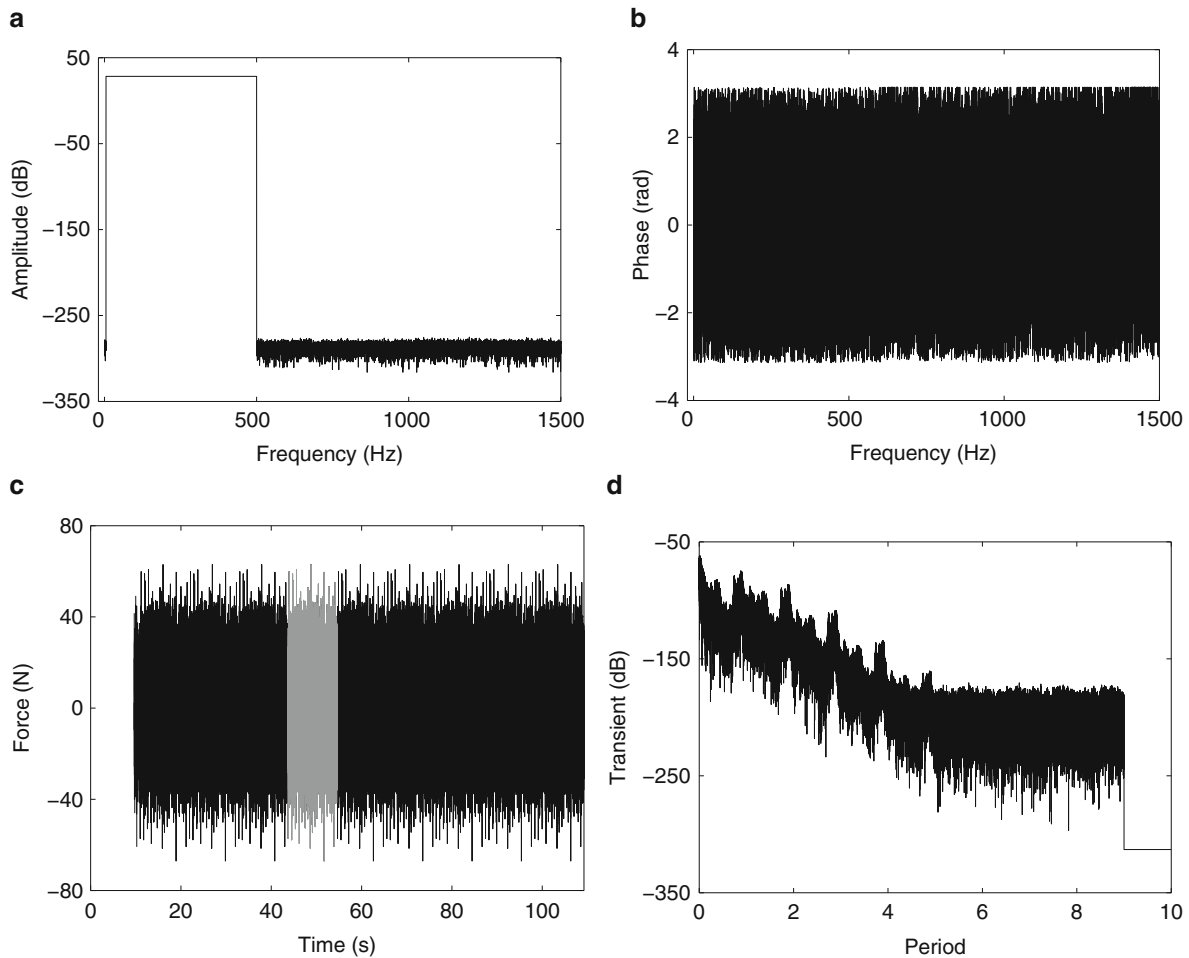 a
50
−50
−150
−250
−350
Amplitude (dB)
0 500 1000 1500
Frequency (Hz)
b
4
2
0
−2
−4
Phase (rad)
0 500 1000 1500
Frequency (Hz)
c
80
40
0
−40
−80
Force (N)
0 20 40 60 80 100
Time (s)
d
−50
−150
−250
−350
Transient (dB)
0 2 4 6 8 10
Period